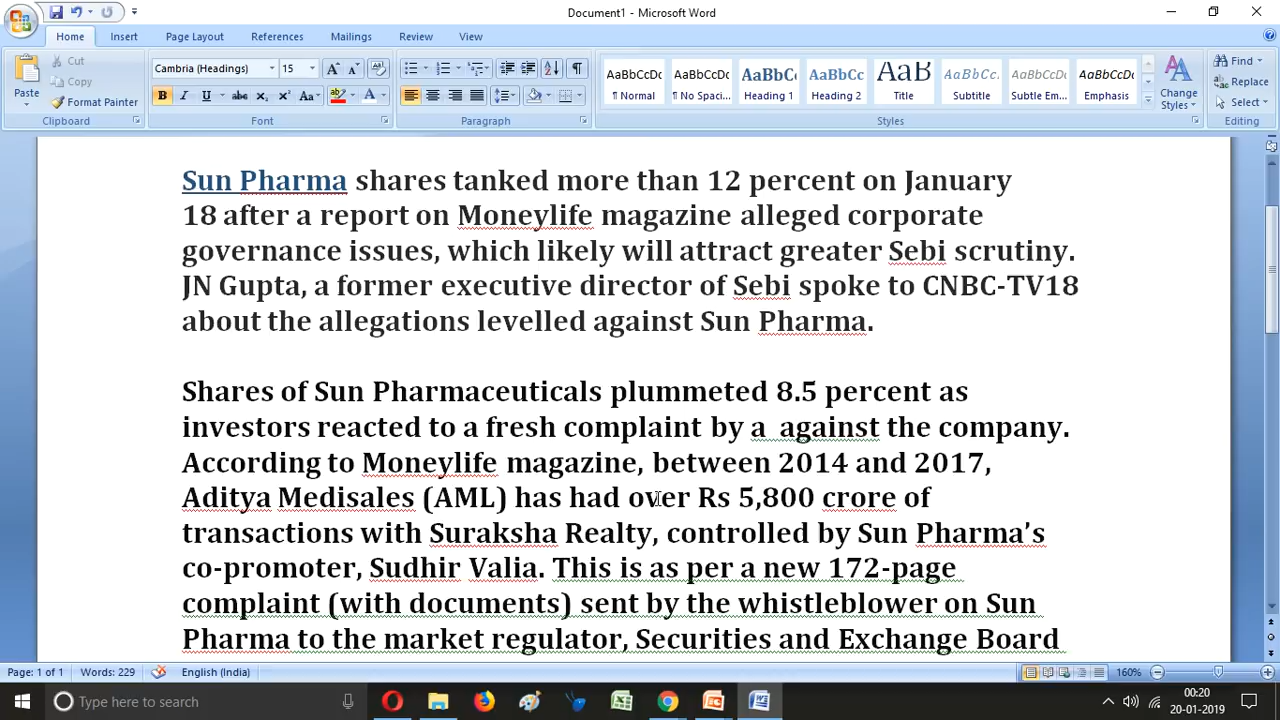 Document1 - Microsoft Word
Home Insert Page Layout References Mailings Review View
Paste
Cut
Copy
Format Painter
Clipboard
Cambria (Headings) 15
B I U abc x₂ x² Aa
Font
Paragraph
AaBbCcDc AaBbCcDc AaBbC AaBbCc AaB AaBbCc. AaBbCcDc AaBbCcDc
¶ Normal ¶ No Spaci... Heading 1 Heading 2 Title Subtitle Subtle Em... Emphasis
Change Styles
Styles
Find
Replace
Select
Editing
Sun Pharma shares tanked more than 12 percent on January
18 after a report on Moneylife magazine alleged corporate
governance issues, which likely will attract greater Sebi scrutiny.
JN Gupta, a former executive director of Sebi spoke to CNBC-TV18
about the allegations levelled against Sun Pharma.
Shares of Sun Pharmaceuticals plummeted 8.5 percent as
investors reacted to a fresh complaint by a  against the company.
According to Moneylife magazine, between 2014 and 2017,
Aditya Medisales (AML) has had over Rs 5,800 crore of
transactions with Suraksha Realty, controlled by Sun Pharma’s
co-promoter, Sudhir Valia. This is as per a new 172-page
complaint (with documents) sent by the whistleblower on Sun
Pharma to the market regulator, Securities and Exchange Board
Page: 1 of 1 Words: 229 English (India) 160%
Type here to search
00:20
20-01-2019